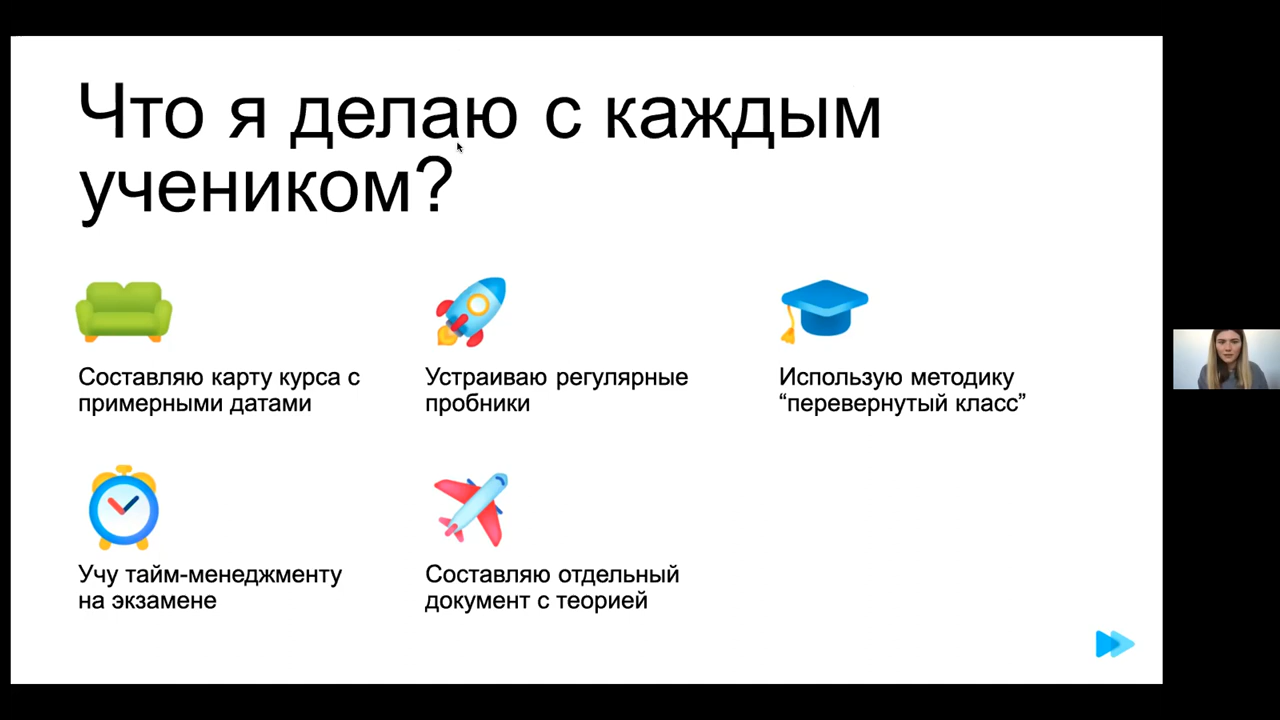 Что я делаю с каждым
учеником?
Составляю карту курса с
примерными датами
Устраиваю регулярные
пробники
Использую методику
“перевернутый класс”
Учу тайм-менеджменту
на экзамене
Составляю отдельный
документ с теорией